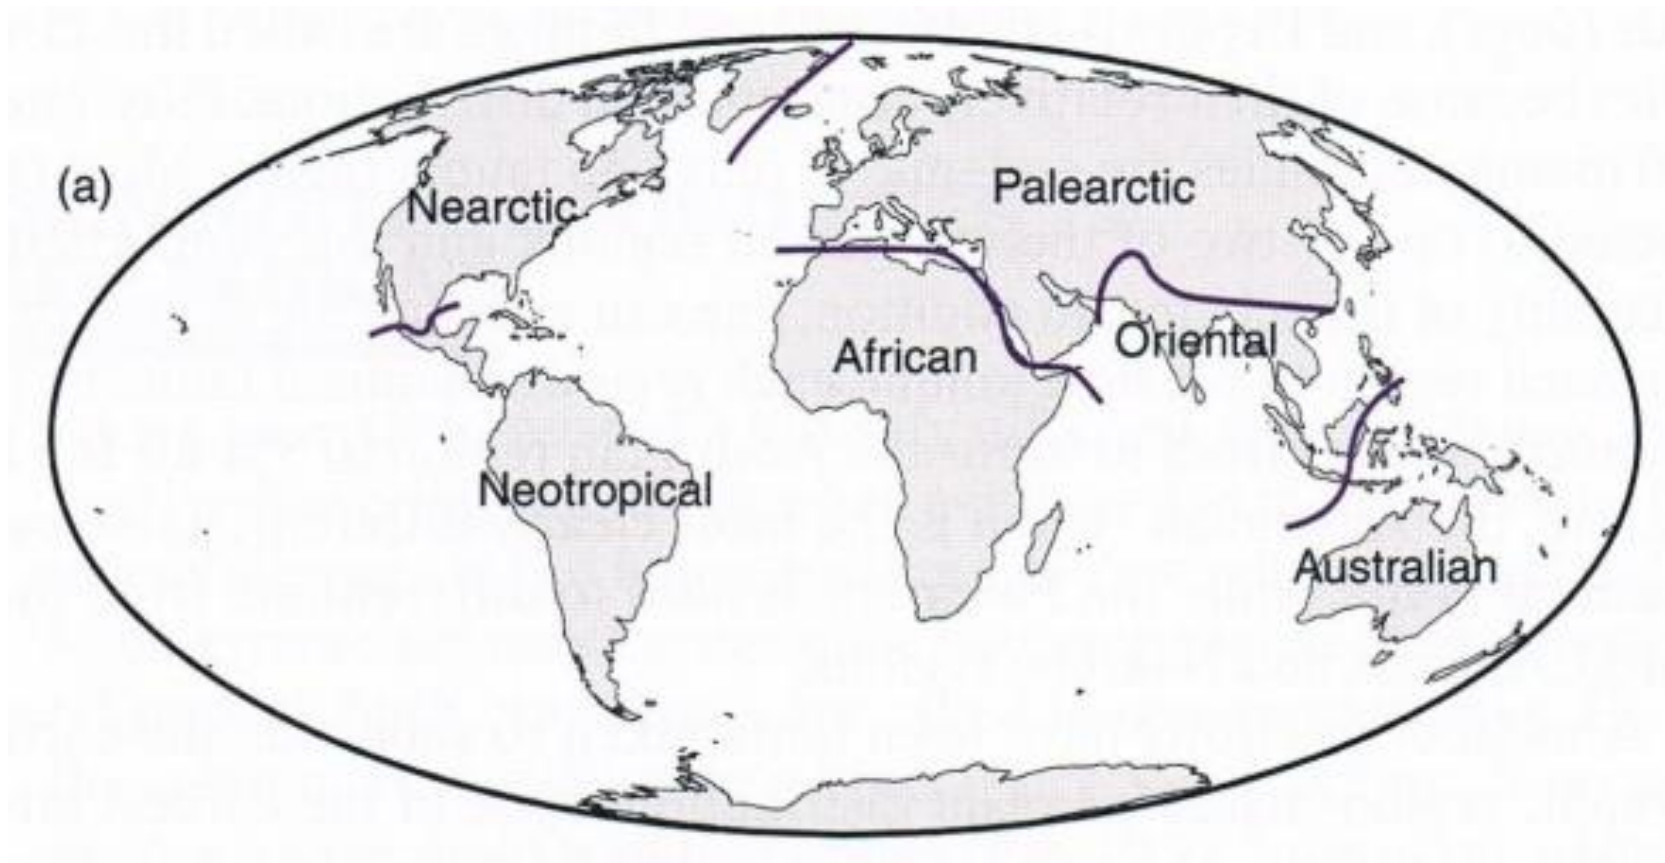 (a)
Nearctic
Palearctic
African
Oriental
Neotropical
Australian